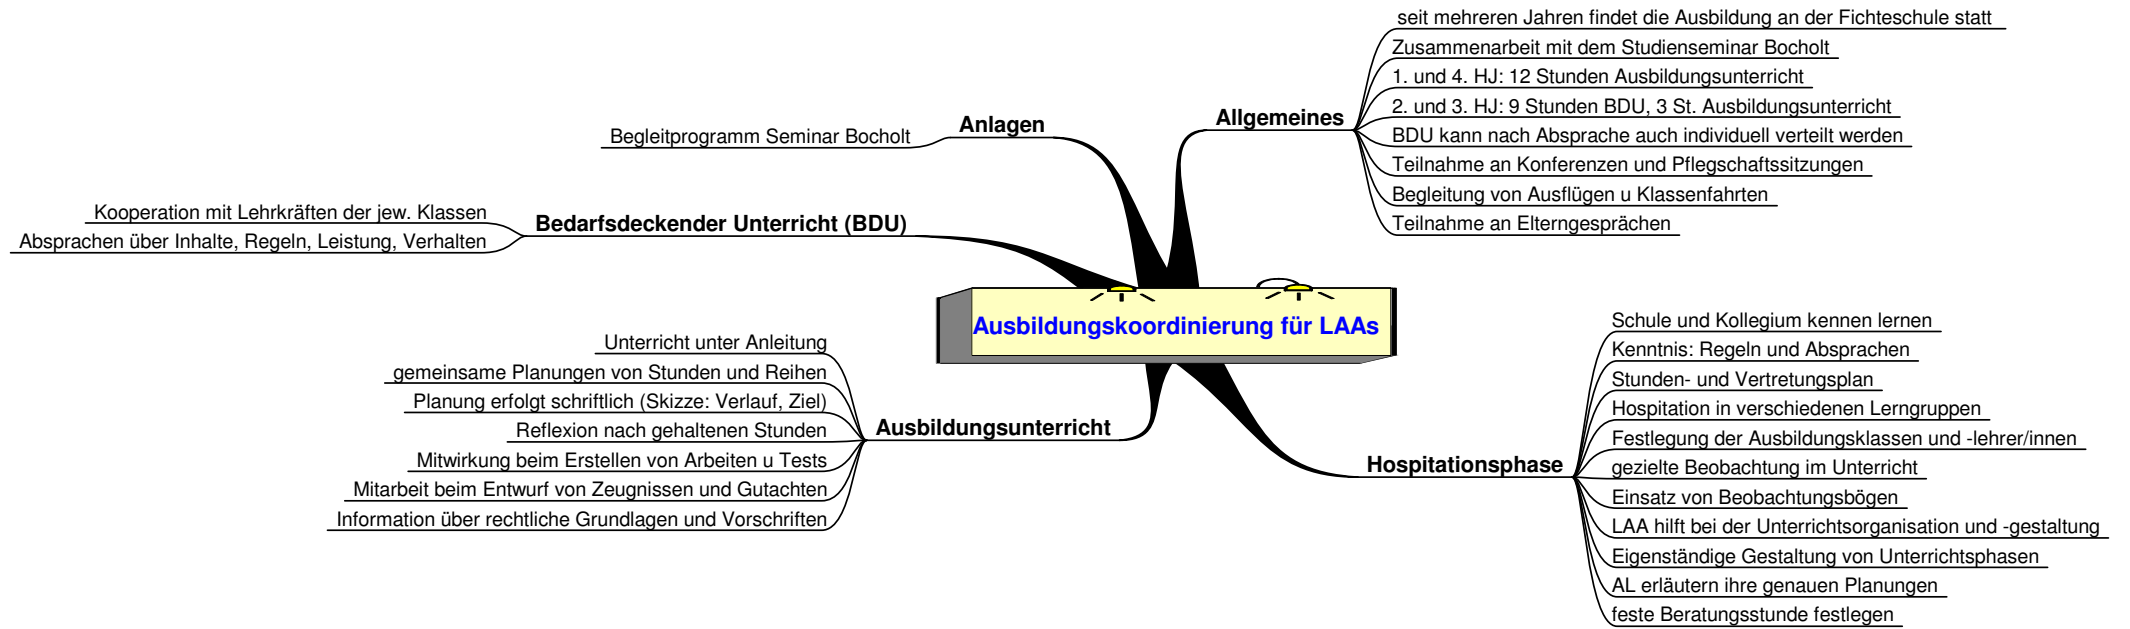 Ausbildungskoordinierung für LAAs
Allgemeines
seit mehreren Jahren findet die Ausbildung an der Fichteschule statt
Zusammenarbeit mit dem Studienseminar Bocholt
1. und 4. HJ: 12 Stunden Ausbildungsunterricht
2. und 3. HJ: 9 Stunden BDU, 3 St. Ausbildungsunterricht
BDU kann nach Absprache auch individuell verteilt werden
Teilnahme an Konferenzen und Pflegschaftssitzungen
Begleitung von Ausflügen u Klassenfahrten
Teilnahme an Elterngesprächen
Hospitationsphase
Schule und Kollegium kennen lernen
Kenntnis: Regeln und Absprachen
Stunden- und Vertretungsplan
Hospitation in verschiedenen Lerngruppen
Festlegung der Ausbildungsklassen und -lehrer/innen
gezielte Beobachtung im Unterricht
Einsatz von Beobachtungsbögen
LAA hilft bei der Unterrichtsorganisation und -gestaltung
Eigenständige Gestaltung von Unterrichtsphasen
AL erläutern ihre genauen Planungen
feste Beratungsstunde festlegen
Ausbildungsunterricht
Unterricht unter Anleitung
gemeinsame Planungen von Stunden und Reihen
Planung erfolgt schriftlich (Skizze: Verlauf, Ziel)
Reflexion nach gehaltenen Stunden
Mitwirkung beim Erstellen von Arbeiten u Tests
Mitarbeit beim Entwurf von Zeugnissen und Gutachten
Information über rechtliche Grundlagen und Vorschriften
Bedarfsdeckender Unterricht (BDU)
Kooperation mit Lehrkräften der jew. Klassen
Absprachen über Inhalte, Regeln, Leistung, Verhalten
Anlagen
Begleitprogramm Seminar Bocholt